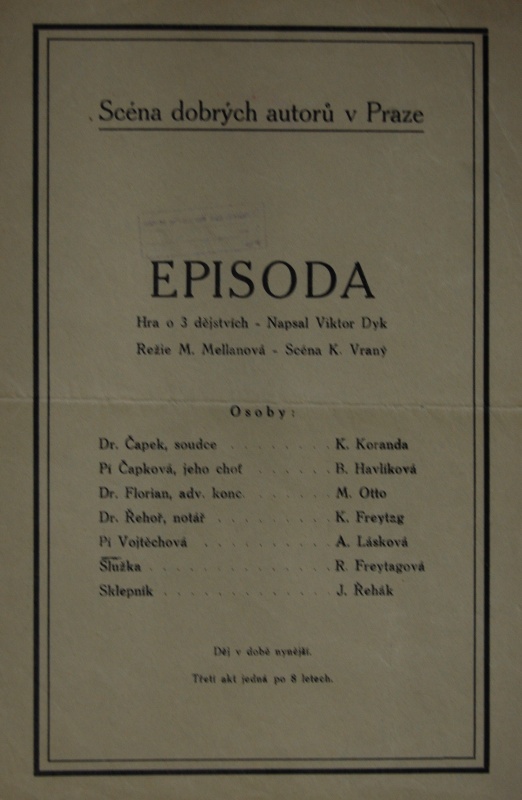 Scéna dobrých autorů v Praze
EPISODA
Hra o 3 dějstvích - Napsal Viktor Dyk
Režie M. Mellanová - Scéna K. Vraný
Osoby:
Dr. Čapek, soudce . . . . . . . K. Koranda
Pí Čapková, jeho choť . . . . . . B. Havlíková
Dr. Florian, adv. konc. . . . . . . M. Otto
Dr. Řehoř, notář . . . . . . . . K. Freytag
Pí Vojtěchová . . . . . . . . . A. Lásková
Služka . . . . . . . . . . . . . R. Freytagová
Sklepník . . . . . . . . . . . . J. Řehák
Děj v době nynější.
Třetí akt jedná po 8 letech.